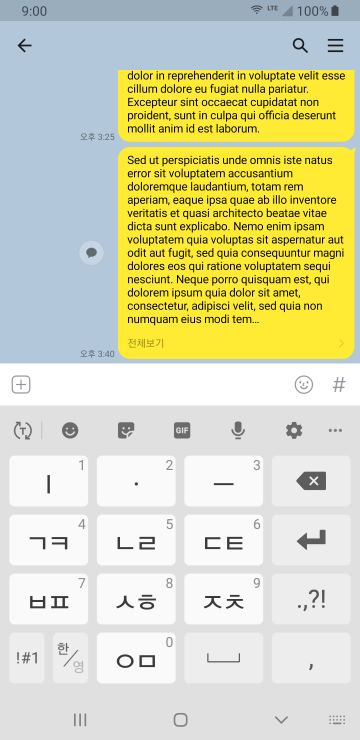 9:00 LTE 100%
dolor in reprehenderit in voluptate velit esse
cillum dolore eu fugiat nulla pariatur.
Excepteur sint occaecat cupidatat non
proident, sunt in culpa qui officia deserunt
mollit anim id est laborum.
오후 3:25
Sed ut perspiciatis unde omnis iste natus
error sit voluptatem accusantium
doloremque laudantium, totam rem
aperiam, eaque ipsa quae ab illo inventore
veritatis et quasi architecto beatae vitae
dicta sunt explicabo. Nemo enim ipsam
voluptatem quia voluptas sit aspernatur aut
odit aut fugit, sed quia consequuntur magni
dolores eos qui ratione voluptatem sequi
nesciunt. Neque porro quisquam est, qui
dolorem ipsum quia dolor sit amet,
consectetur, adipisci velit, sed quia non
numquam eius modi tem...
전체보기
오후 3:40
#
T GIF
ㅣ 1 · 2 ㅡ 3
ㄱㅋ 4 ㄴㄹ 5 ㄷㅌ 6
ㅂㅍ 7 ㅅㅎ 8 ㅈㅊ 9 .,?!
!#1 한/영 ㅇㅁ 0 ,